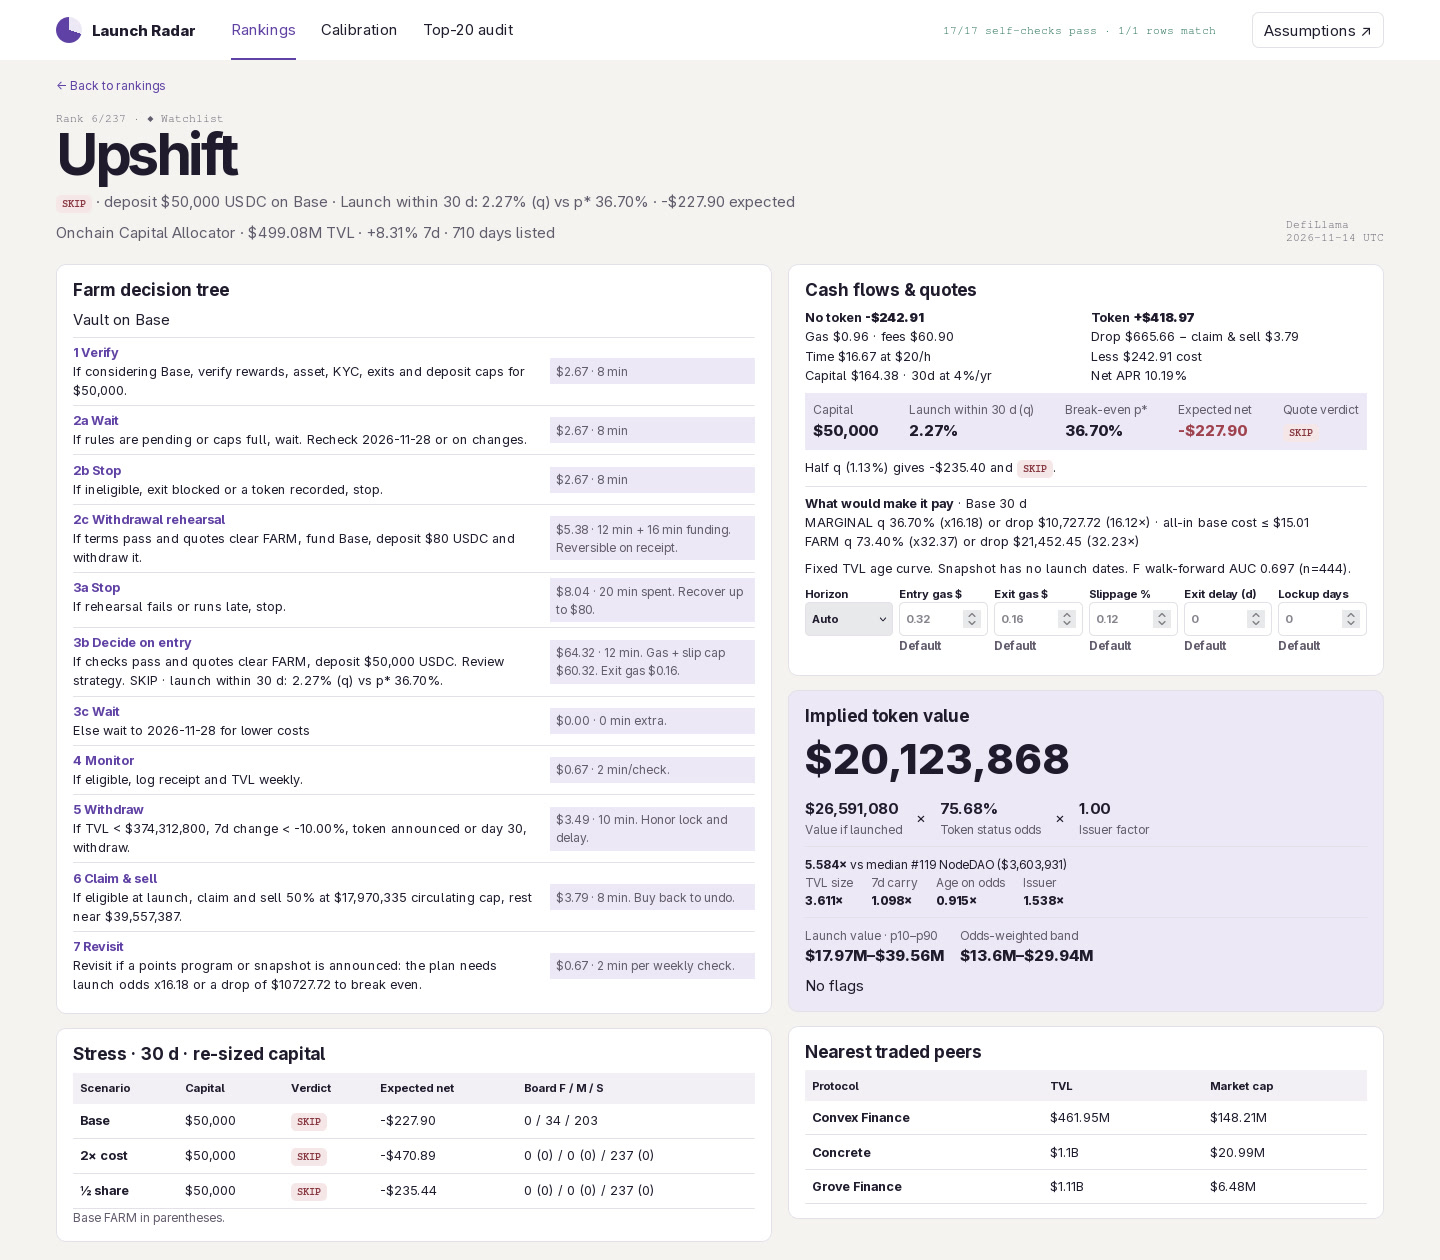 Launch Radar
Rankings
Calibration
Top-20 audit
17/17 self-checks pass · 1/1 rows match
Assumptions ↗
← Back to rankings
Rank 6/237 · ◆ Watchlist
Upshift
SKIP · deposit $50,000 USDC on Base · Launch within 30 d: 2.27% (q) vs p* 36.70% · -$227.90 expected
Onchain Capital Allocator · $499.08M TVL · +8.31% 7d · 710 days listed
DefiLlama
2026-11-14 UTC
Farm decision tree
Vault on Base
1 Verify
If considering Base, verify rewards, asset, KYC, exits and deposit caps for
$50,000.
$2.67 · 8 min
2a Wait
If rules are pending or caps full, wait. Recheck 2026-11-28 or on changes.
$2.67 · 8 min
2b Stop
If ineligible, exit blocked or a token recorded, stop.
$2.67 · 8 min
2c Withdrawal rehearsal
If terms pass and quotes clear FARM, fund Base, deposit $80 USDC and
withdraw it.
$5.38 · 12 min + 16 min funding.
Reversible on receipt.
3a Stop
If rehearsal fails or runs late, stop.
$8.04 · 20 min spent. Recover up
to $80.
3b Decide on entry
If checks pass and quotes clear FARM, deposit $50,000 USDC. Review
strategy. SKIP · launch within 30 d: 2.27% (q) vs p* 36.70%.
$64.32 · 12 min. Gas + slip cap
$60.32. Exit gas $0.16.
3c Wait
Else wait to 2026-11-28 for lower costs
$0.00 · 0 min extra.
4 Monitor
If eligible, log receipt and TVL weekly.
$0.67 · 2 min/check.
5 Withdraw
If TVL < $374,312,800, 7d change < -10.00%, token announced or day 30,
withdraw.
$3.49 · 10 min. Honor lock and
delay.
6 Claim & sell
If eligible at launch, claim and sell 50% at $17,970,335 circulating cap, rest
near $39,557,387.
$3.79 · 8 min. Buy back to undo.
7 Revisit
Revisit if a points program or snapshot is announced: the plan needs
launch odds x16.18 or a drop of $10727.72 to break even.
$0.67 · 2 min per weekly check.
Stress · 30 d · re-sized capital
Scenario Capital Verdict Expected net Board F / M / S
Base $50,000 SKIP -$227.90 0 / 34 / 203
2× cost $50,000 SKIP -$470.89 0 (0) / 0 (0) / 237 (0)
½ share $50,000 SKIP -$235.44 0 (0) / 0 (0) / 237 (0)
Base FARM in parentheses.
Cash flows & quotes
No token -$242.91
Gas $0.96 · fees $60.90
Time $16.67 at $20/h
Capital $164.38 · 30d at 4%/yr
Token +$418.97
Drop $665.66 − claim & sell $3.79
Less $242.91 cost
Net APR 10.19%
Capital Launch within 30 d (q) Break-even p* Expected net Quote verdict
$50,000 2.27% 36.70% -$227.90 SKIP
Half q (1.13%) gives -$235.40 and SKIP.
What would make it pay · Base 30 d
MARGINAL q 36.70% (x16.18) or drop $10,727.72 (16.12×) · all-in base cost ≤ $15.01
FARM q 73.40% (x32.37) or drop $21,452.45 (32.23×)
Fixed TVL age curve. Snapshot has no launch dates. F walk-forward AUC 0.697 (n=444).
Horizon Entry gas $ Exit gas $ Slippage % Exit delay (d) Lockup days
Auto 0.32 0.16 0.12 0 0
Default Default Default Default Default
Implied token value
$20,123,868
$26,591,080 × 75.68% × 1.00
Value if launched Token status odds Issuer factor
5.584× vs median #119 NodeDAO ($3,603,931)
TVL size 7d carry Age on odds Issuer
3.611× 1.098× 0.915× 1.538×
Launch value · p10–p90 Odds-weighted band
$17.97M–$39.56M $13.6M–$29.94M
No flags
Nearest traded peers
Protocol TVL Market cap
Convex Finance $461.95M $148.21M
Concrete $1.1B $20.99M
Grove Finance $1.11B $6.48M